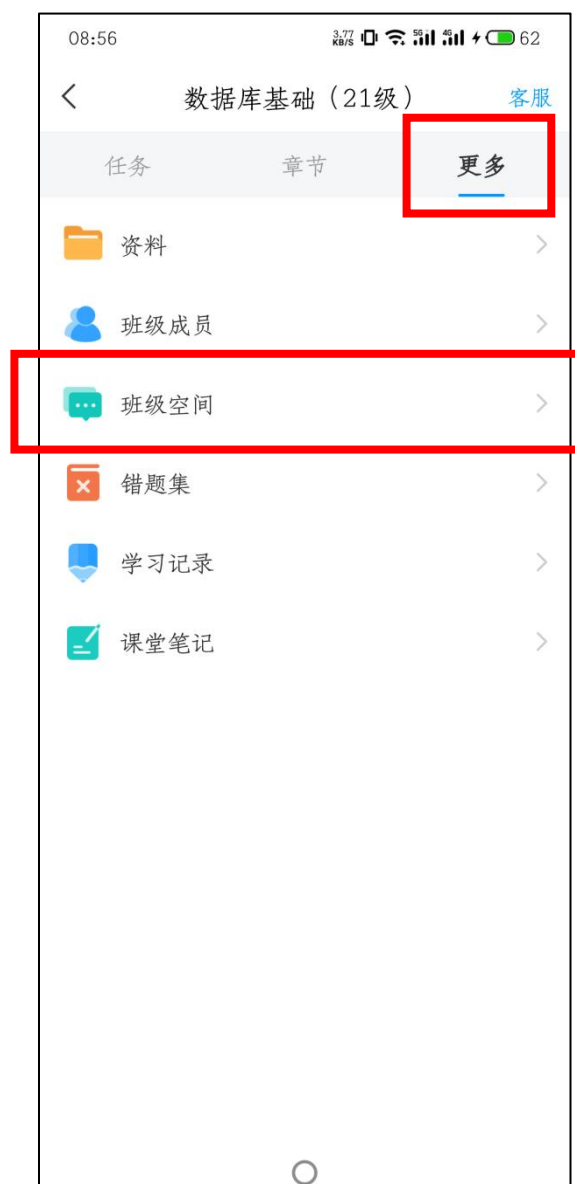 08:56 3.77 KB/S 5G 4G 62
数据库基础（21级） 客服
任务 章节 更多
资料
班级成员
班级空间
错题集
学习记录
课堂笔记